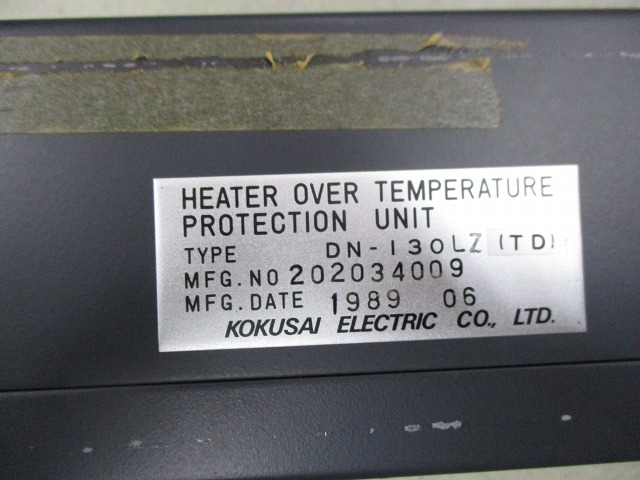 HEATER OVER TEMPERATURE
PROTECTION UNIT
TYPE DN-130LZ (TD)
MFG.NO 202034009
MFG.DATE 1989 06
KOKUSAI ELECTRIC CO., LTD.